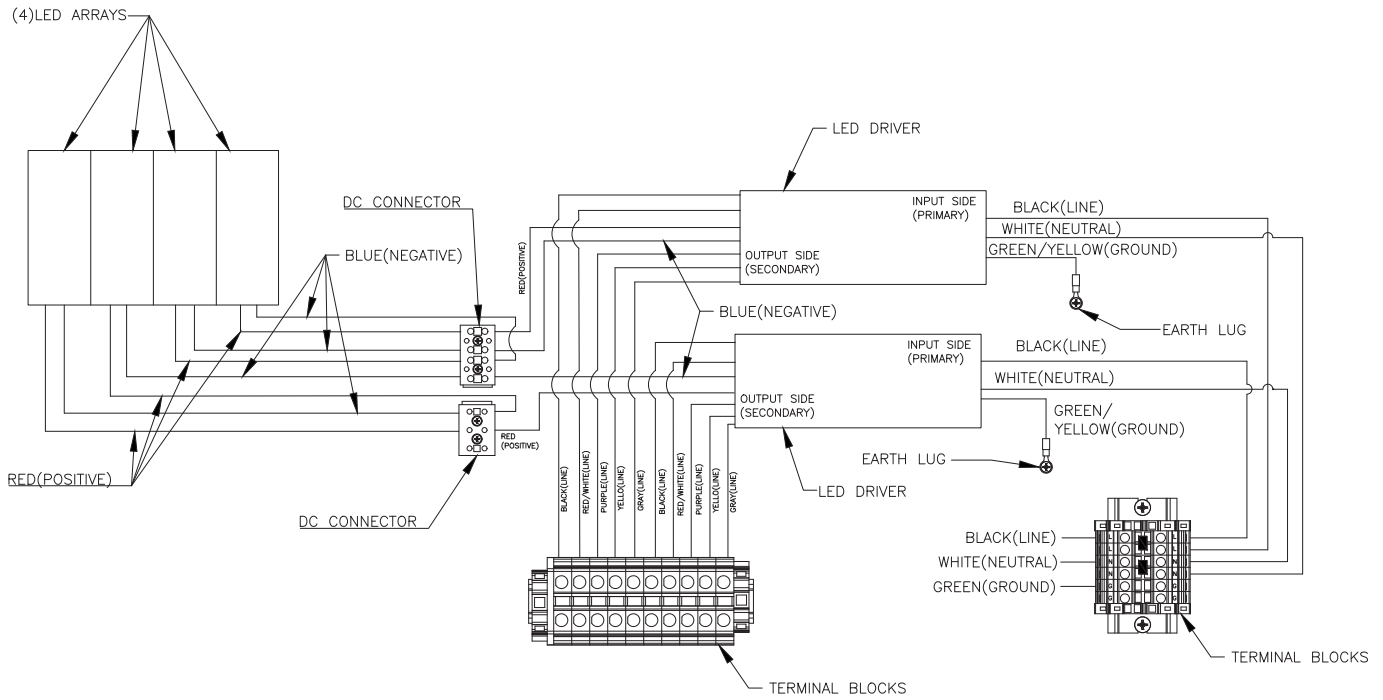 (4)LED ARRAYS
LED DRIVER
DC CONNECTOR
INPUT SIDE
(PRIMARY)
BLACK(LINE)
WHITE(NEUTRAL)
GREEN/YELLOW(GROUND)
BLUE(NEGATIVE)
RED(POSITIVE)
OUTPUT SIDE
(SECONDARY)
BLUE(NEGATIVE)
EARTH LUG
INPUT SIDE
(PRIMARY)
BLACK(LINE)
WHITE(NEUTRAL)
OUTPUT SIDE
(SECONDARY)
GREEN/
YELLOW(GROUND)
RED
(POSITIVE)
EARTH LUG
RED(POSITIVE)
LED DRIVER
DC CONNECTOR
BLACK(LINE)
RED/WHITE(LINE)
PURPLE(LINE)
YELLO(LINE)
GRAY(LINE)
BLACK(LINE)
RED/WHITE(LINE)
PURPLE(LINE)
YELLO(LINE)
GRAY(LINE)
BLACK(LINE)
WHITE(NEUTRAL)
GREEN(GROUND)
L L
L L
N N
N N
G G
G G
TERMINAL BLOCKS
TERMINAL BLOCKS